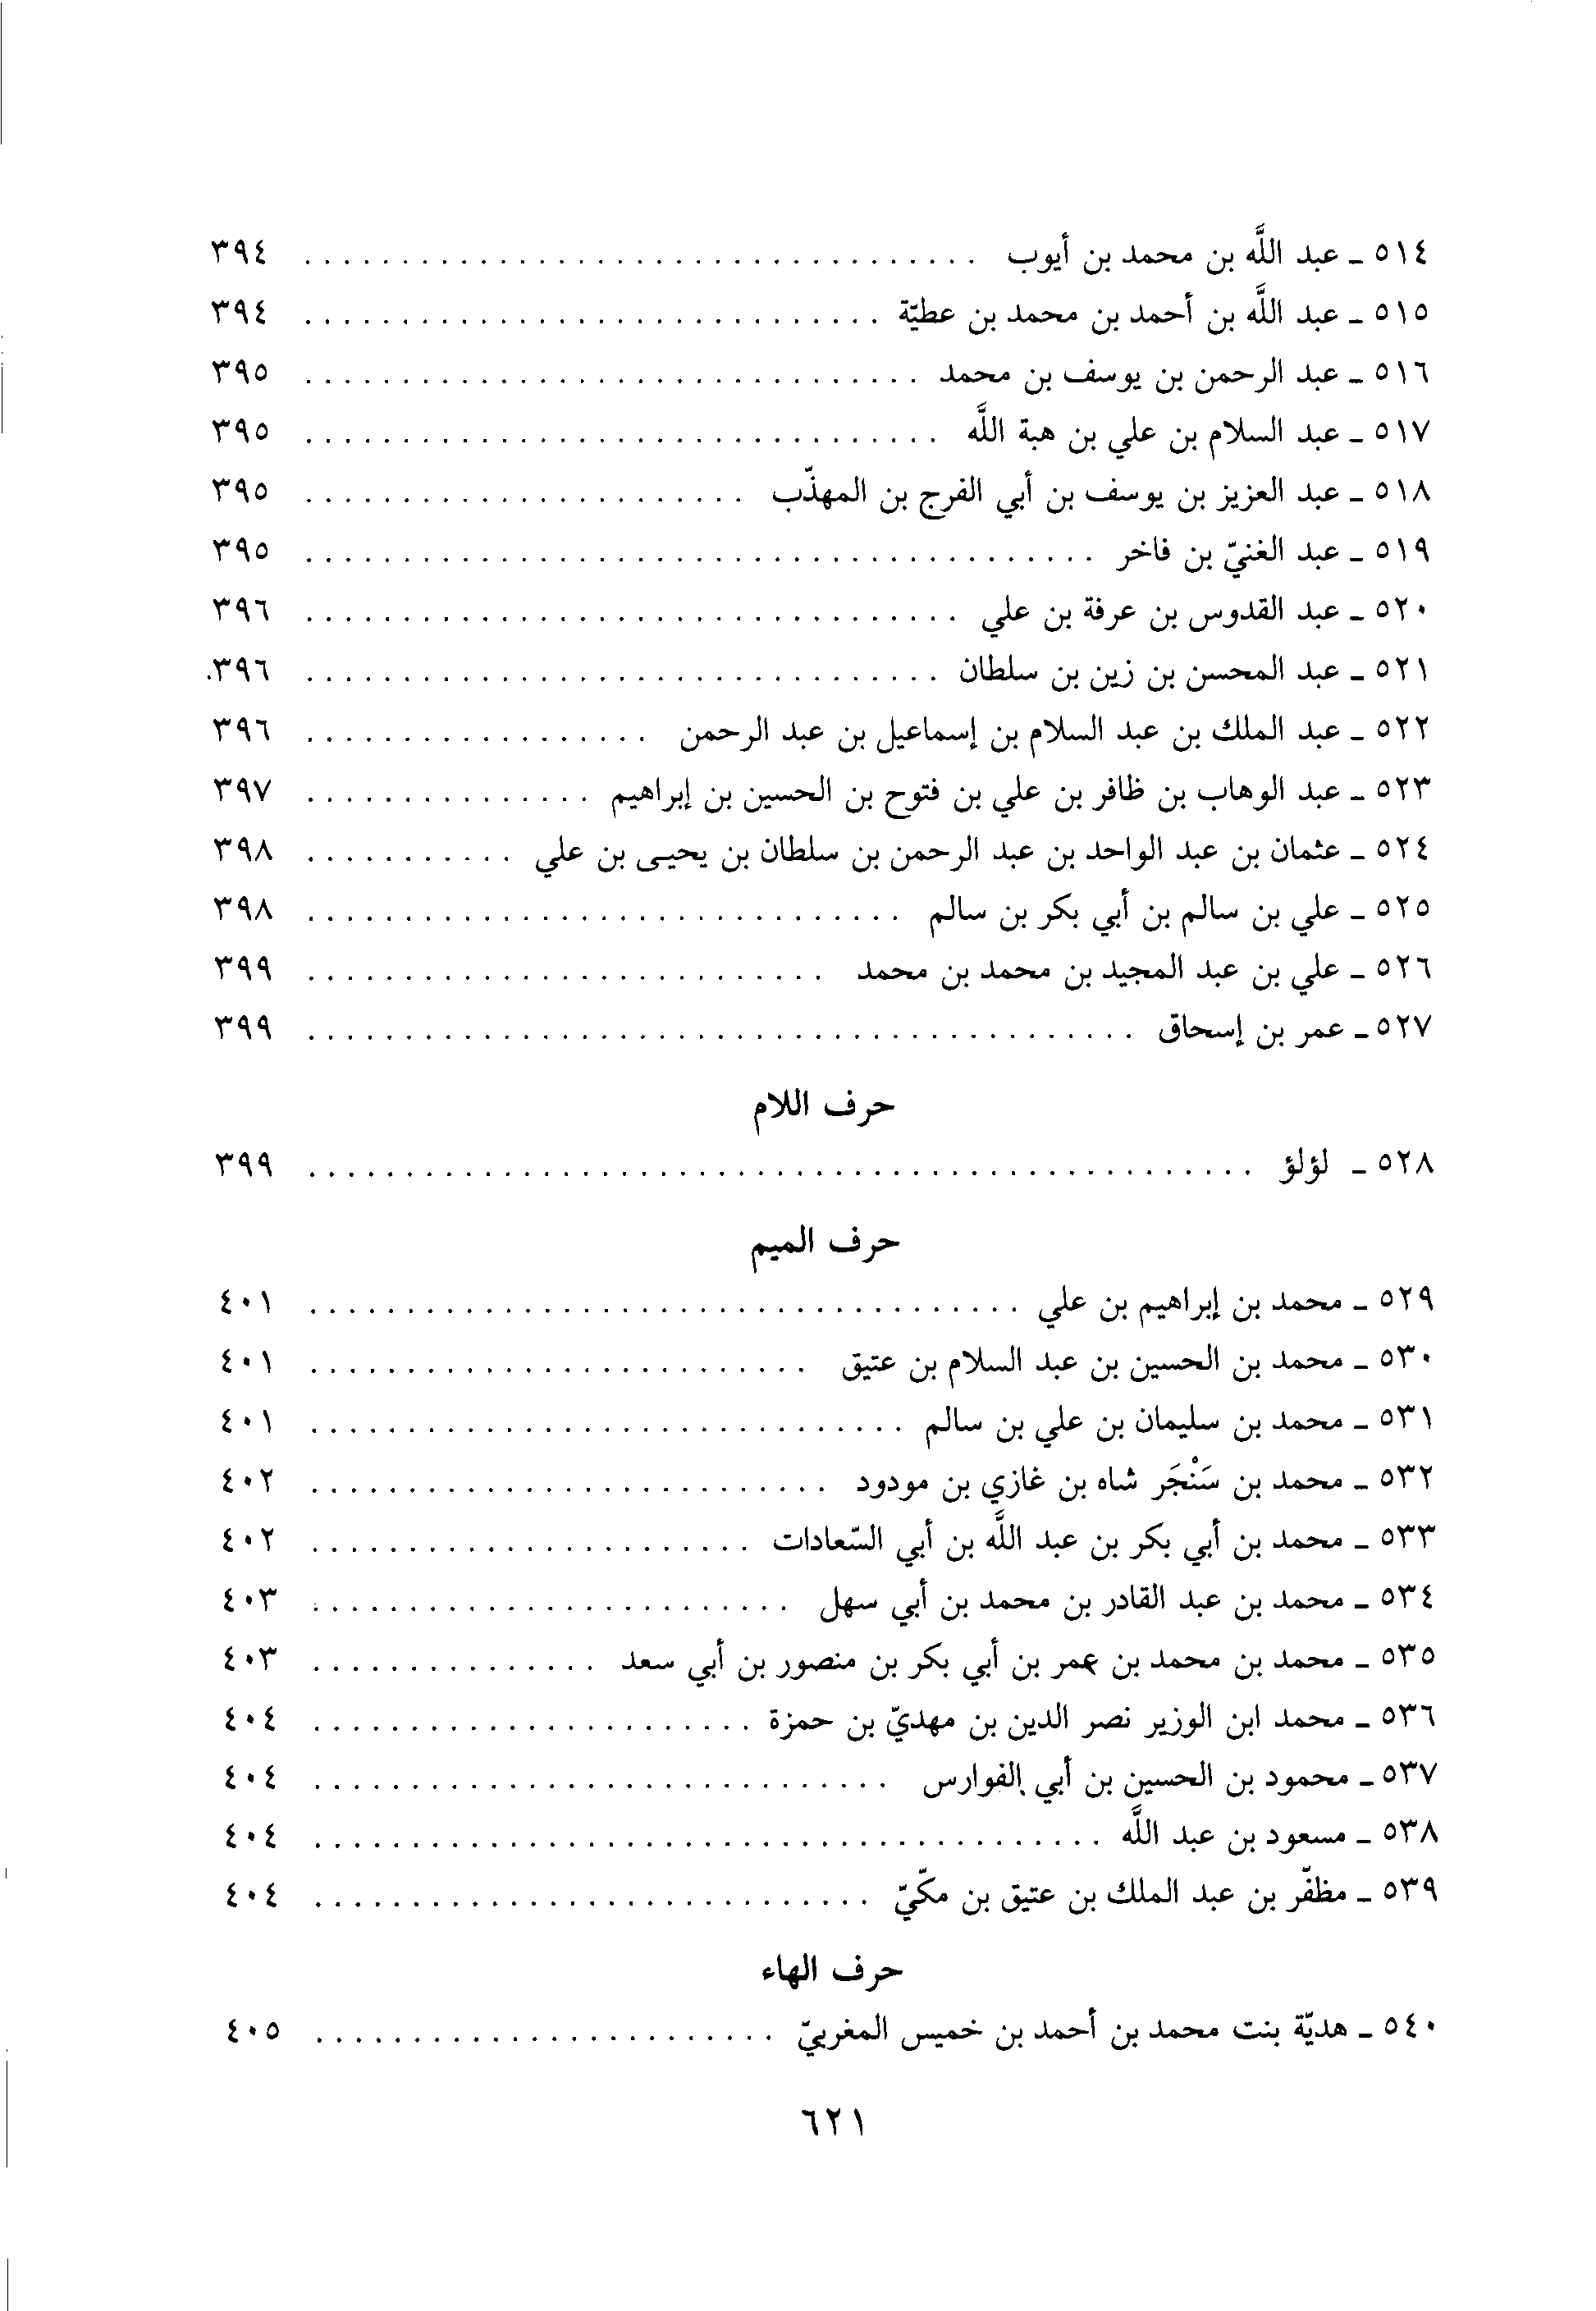 ٥١٤ ـ عبد اللَّه بن محمد بن أيوب . . . . . . . . . . . . . . . . . . . . ٣٩٤
٥١٥ ـ عبد اللَّه بن أحمد بن محمد بن عطيّة . . . . . . . . . . . . . . . . . . . . ٣٩٤
٥١٦ ـ عبد الرحمن بن يوسف بن محمد . . . . . . . . . . . . . . . . . . . . ٣٩٥
٥١٧ ـ عبد السلام بن علي بن هبة اللَّه . . . . . . . . . . . . . . . . . . . . ٣٩٥
٥١٨ ـ عبد العزيز بن يوسف بن أبي الفرج بن المهذّب . . . . . . . . . . . . . . . . . . . . ٣٩٥
٥١٩ ـ عبد الغنيّ بن فاخر . . . . . . . . . . . . . . . . . . . . ٣٩٥
٥٢٠ ـ عبد القدوس بن عرفة بن علي . . . . . . . . . . . . . . . . . . . . ٣٩٦
٥٢١ ـ عبد المحسن بن زين بن سلطان . . . . . . . . . . . . . . . . . . . . ٣٩٦.
٥٢٢ ـ عبد الملك بن عبد السلام بن إسماعيل بن عبد الرحمن . . . . . . . . . . . . . . . . . . ٣٩٦
٥٢٣ ـ عبد الوهاب بن ظافر بن علي بن فتوح بن الحسين بن إبراهيم . . . . . . . . . . . . . . . ٣٩٧
٥٢٤ ـ عثمان بن عبد الواحد بن عبد الرحمن بن سلطان بن يحيـى بن علي . . . . . . . . . . . ٣٩٨
٥٢٥ ـ علي بن سالم بن أبي بكر بن سالم . . . . . . . . . . . . . . . . . . . . ٣٩٨
٥٢٦ ـ علي بن عبد المجيد بن محمد بن محمد . . . . . . . . . . . . . . . . . . . . ٣٩٩
٥٢٧ ـ عمر بن إسحاق . . . . . . . . . . . . . . . . . . . . ٣٩٩
حرف اللام
٥٢٨ ـ لؤلؤ . . . . . . . . . . . . . . . . . . . . ٣٩٩
حرف الميم
٥٢٩ ـ محمد بن إبراهيم بن علي . . . . . . . . . . . . . . . . . . . . ٤٠١
٥٣٠ ـ محمد بن الحسين بن عبد السلام بن عتيق . . . . . . . . . . . . . . . . . . . . ٤٠١
٥٣١ ـ محمد بن سليمان بن علي بن سالم . . . . . . . . . . . . . . . . . . . . ٤٠١
٥٣٢ ـ محمد بن سَنْجَر شاه بن غازي بن مودود . . . . . . . . . . . . . . . . . . . . ٤٠٢
٥٣٣ ـ محمد بن أبي بكر بن عبد اللَّه بن أبي السّعادات . . . . . . . . . . . . . . . . . . . . ٤٠٢
٥٣٤ ـ محمد بن عبد القادر بن محمد بن أبي سهل . . . . . . . . . . . . . . . . . . . . ٤٠٣
٥٣٥ ـ محمد بن محمد بن عمر بن أبي بكر بن منصور بن أبي سعد . . . . . . . . . . . . . . . ٤٠٣
٥٣٦ ـ محمد ابن الوزير نصر الدين بن مهديّ بن حمزة . . . . . . . . . . . . . . . . . . . . ٤٠٤
٥٣٧ ـ محمود بن الحسين بن أبي الفوارس . . . . . . . . . . . . . . . . . . . . ٤٠٤
٥٣٨ ـ مسعود بن عبد اللَّه . . . . . . . . . . . . . . . . . . . . ٤٠٤
٥٣٩ ـ مظفّر بن عبد الملك بن عتيق بن مكّيّ . . . . . . . . . . . . . . . . . . . . ٤٠٤
حرف الهاء
٥٤٠ ـ هديّة بنت محمد بن أحمد بن خميس المغربيّ . . . . . . . . . . . . . . . . . . . . ٤٠٥
٦٢١